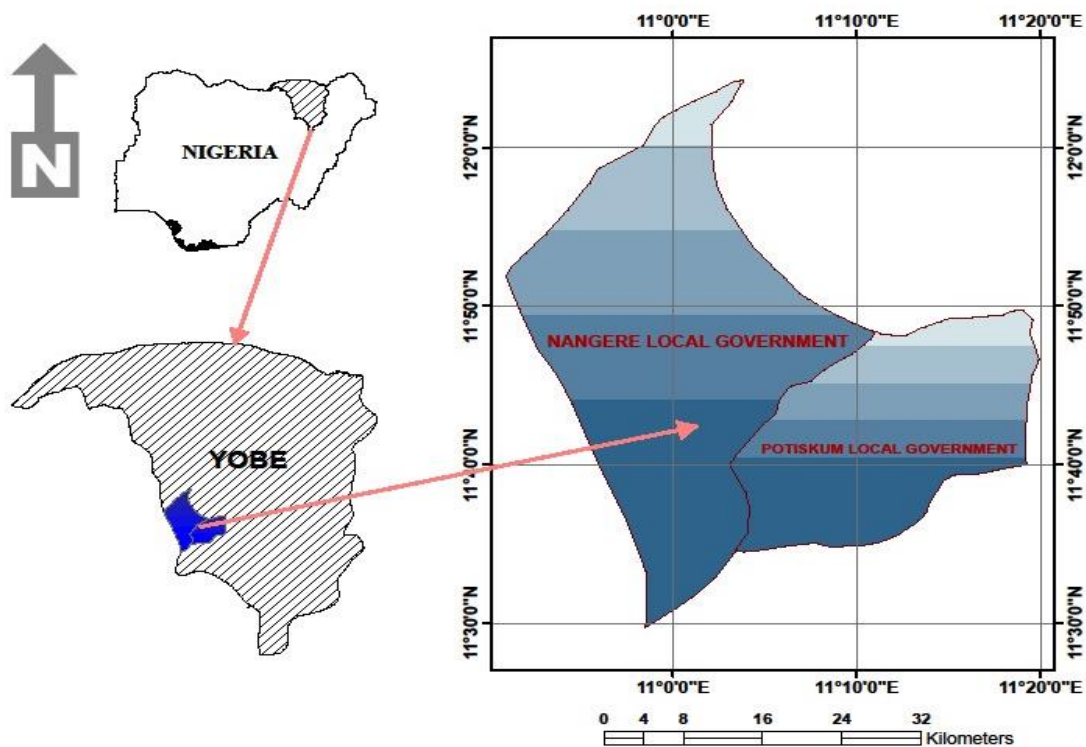 N
NIGERIA
YOBE
11°0'0"E 11°10'0"E 11°20'0"E
12°0'0"N 12°0'0"N
11°50'0"N 11°50'0"N
NANGERE LOCAL GOVERNMENT
POTISKUM LOCAL GOVERNMENT
11°40'0"N 11°40'0"N
11°30'0"N 11°30'0"N
11°0'0"E 11°10'0"E 11°20'0"E
0 4 8 16 24 32
Kilometers